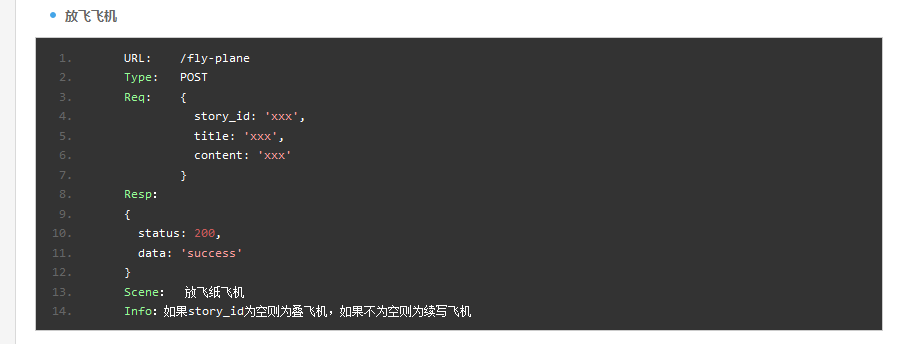 放飞飞机
1. URL: /fly-plane
2. Type: POST
3. Req: {
4. story_id: 'xxx',
5. title: 'xxx',
6. content: 'xxx'
7. }
8. Resp:
9. {
10. status: 200,
11. data: 'success'
12. }
13. Scene: 放飞纸飞机
14. Info: 如果story_id为空则为叠飞机，如果不为空则为续写飞机